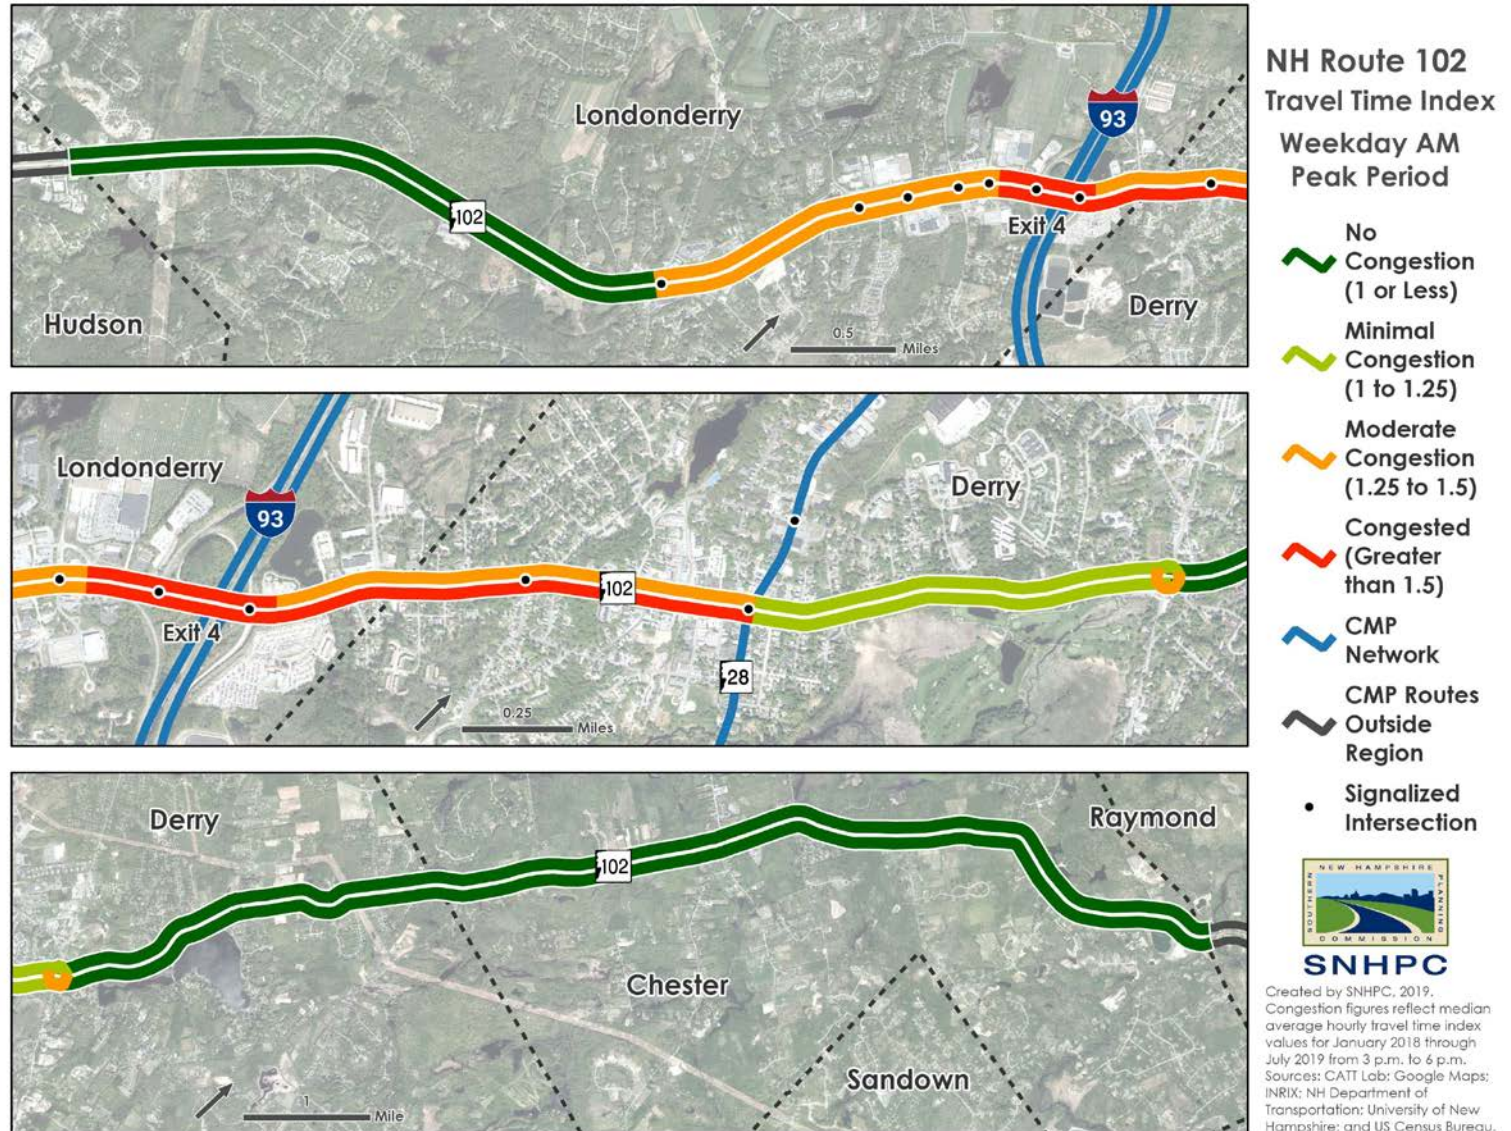 Londonderry
93
102
Exit 4
Hudson
Derry
0.5
Miles
Londonderry
93
Derry
102
Exit 4
28
0.25
Miles
Derry
Raymond
102
Chester
Sandown
1
Mile
NH Route 102
Travel Time Index
Weekday AM
Peak Period
No
Congestion
(1 or Less)
Minimal
Congestion
(1 to 1.25)
Moderate
Congestion
(1.25 to 1.5)
Congested
(Greater
than 1.5)
CMP
Network
CMP Routes
Outside
Region
Signalized
Intersection
NEW HAMPSHIRE
SOUTHERN
PLANNING
COMMISSION
SNHPC
Created by SNHPC, 2019.
Congestion figures reflect median
average hourly travel time index
values for January 2018 through
July 2019 from 3 p.m. to 6 p.m.
Sources: CATT Lab; Google Maps;
INRIX; NH Department of
Transportation; University of New
Hampshire; and US Census Bureau.